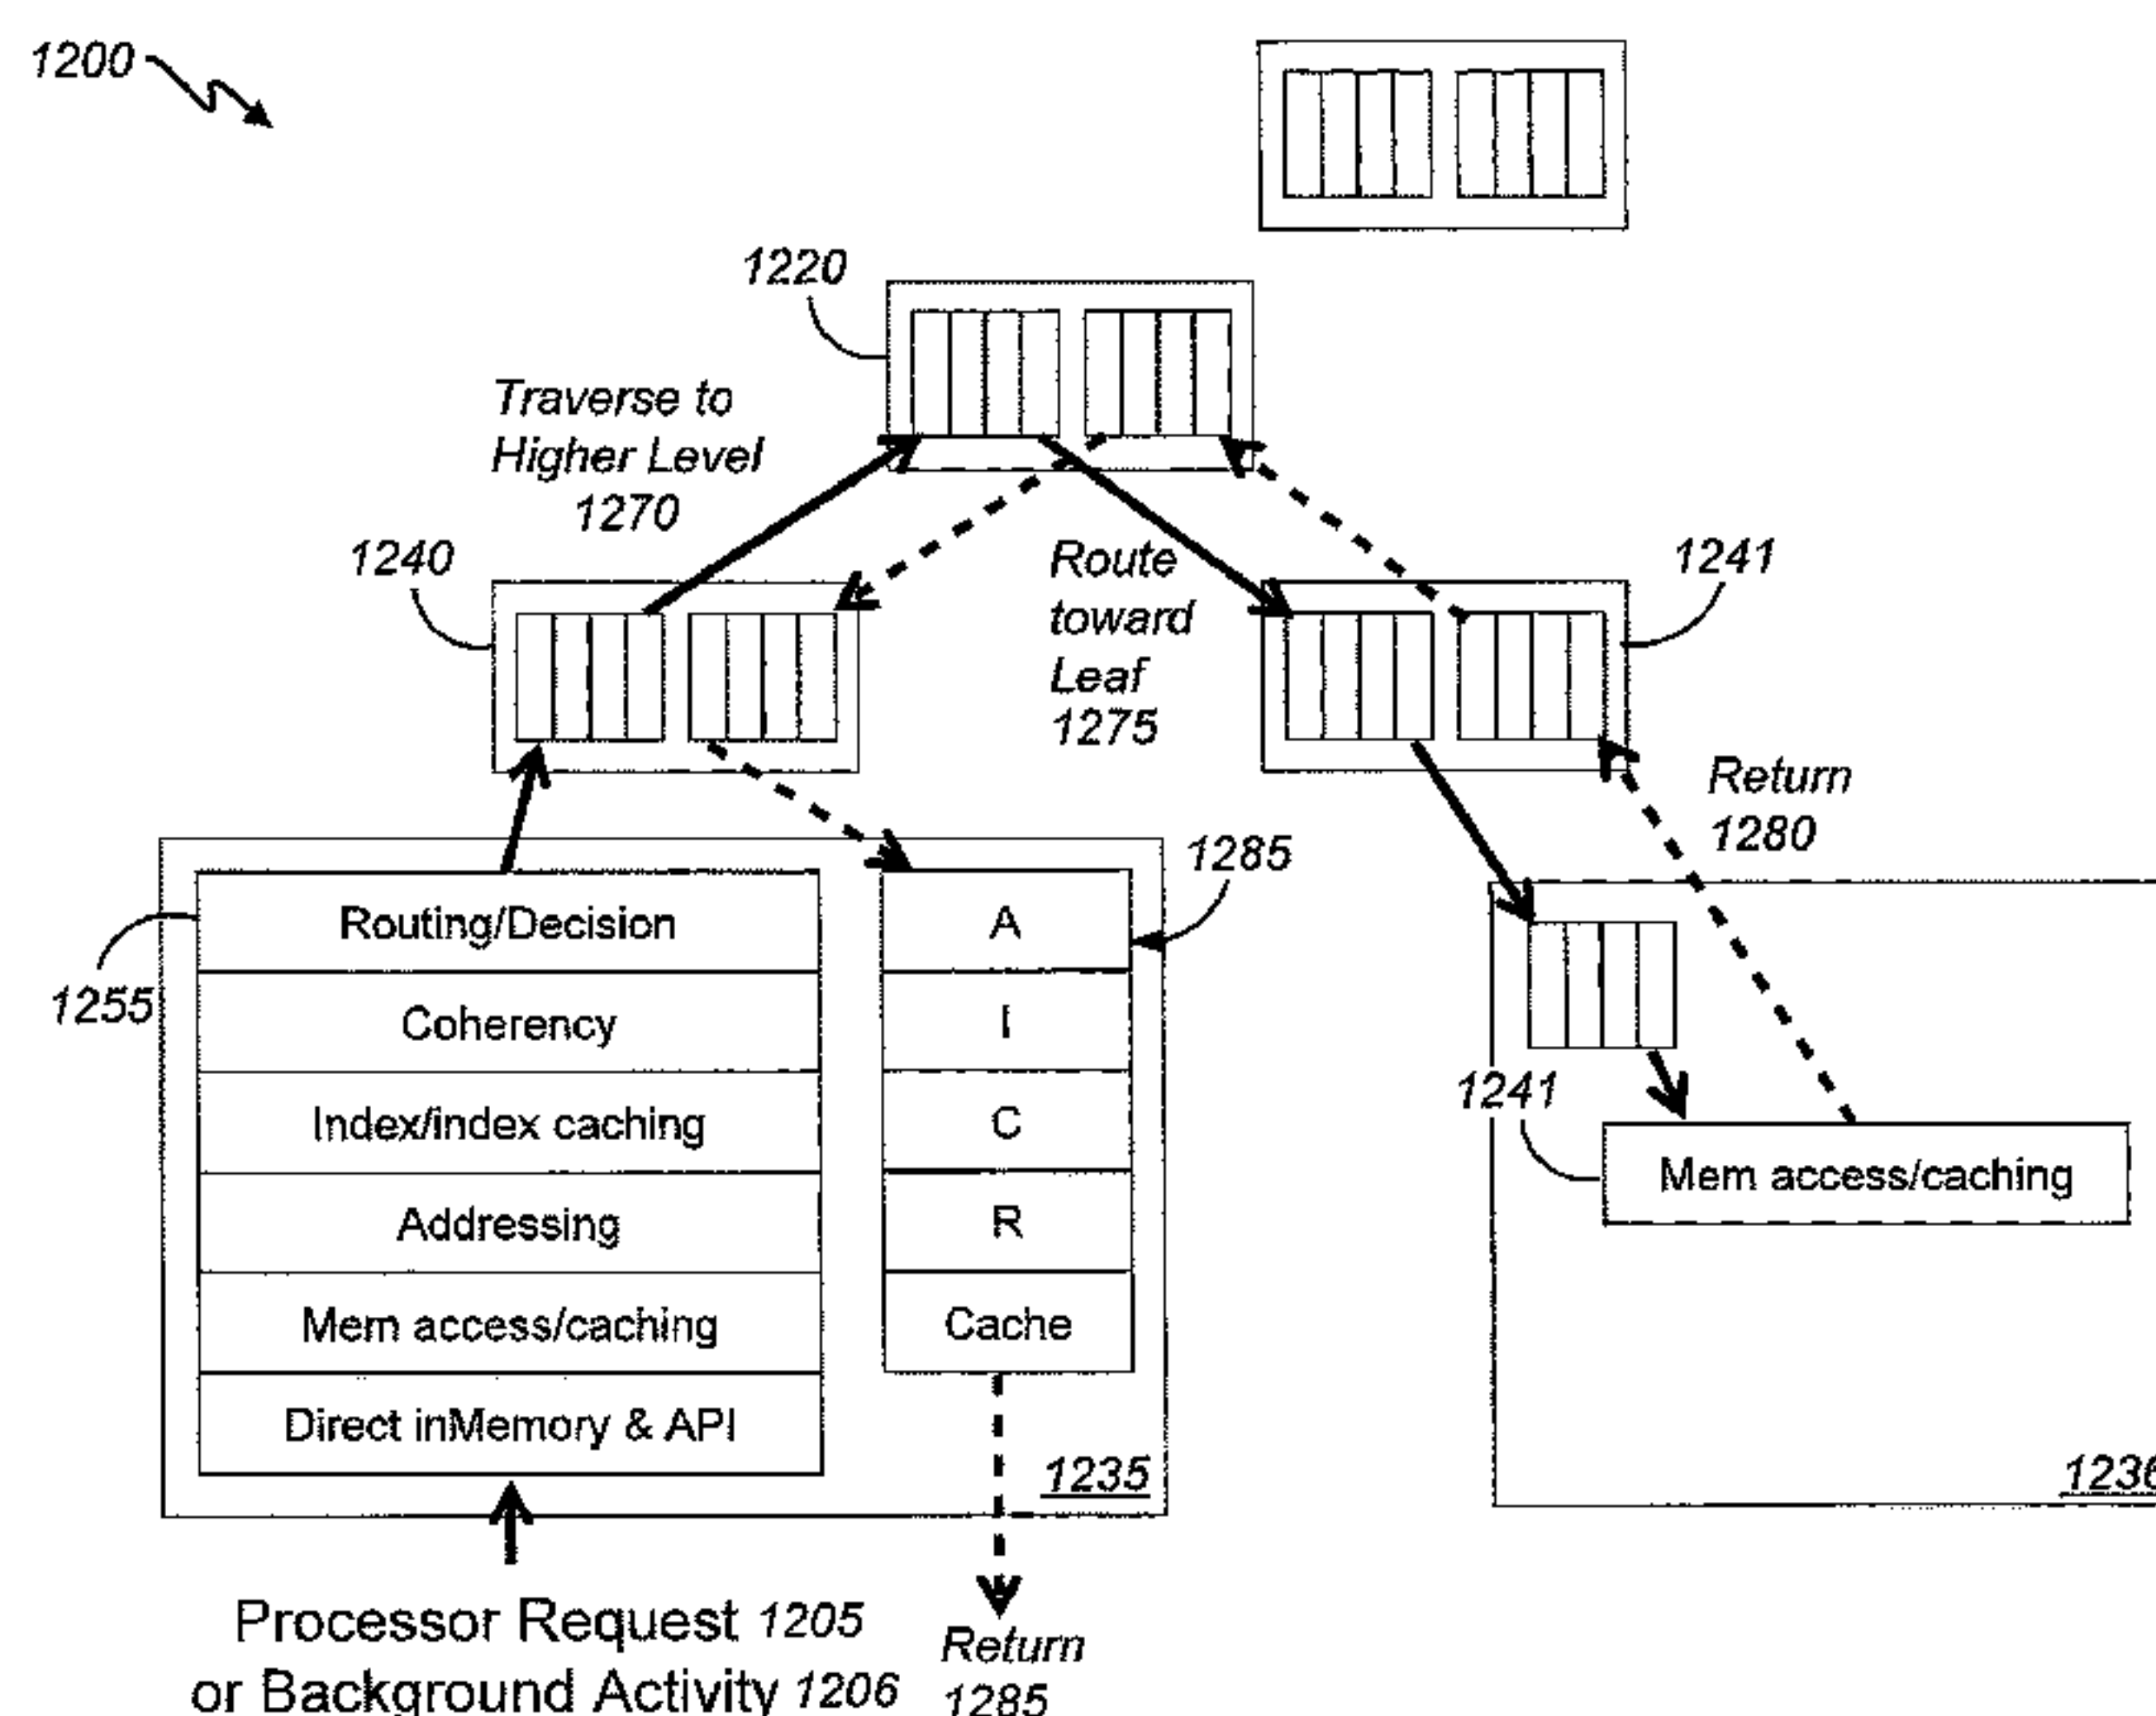 1200
1220
Traverse to
Higher Level
1270
1240
Route
toward
Leaf
1275
1241
Return
1280
1285
1255
Routing/Decision
Coherency
Index/index caching
Addressing
Mem access/caching
Direct inMemory & API
A
I
C
R
Cache
1235
1241
Mem access/caching
1236
Processor Request 1205
or Background Activity 1206
Return
1285